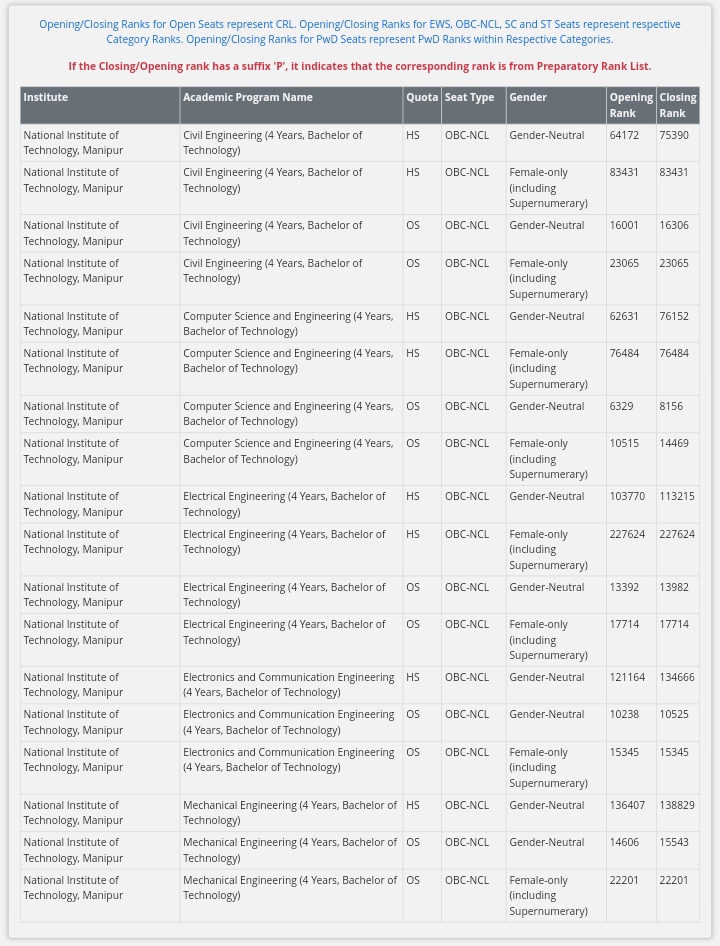 Opening/Closing Ranks for Open Seats represent CRL. Opening/Closing Ranks for EWS, OBC-NCL, SC and ST Seats represent respective
Category Ranks. Opening/Closing Ranks for PwD Seats represent PwD Ranks within Respective Categories.
If the Closing/Opening rank has a suffix 'P', it indicates that the corresponding rank is from Preparatory Rank List.
Institute Academic Program Name Quota Seat Type Gender Opening Closing
Rank Rank
National Institute of Civil Engineering (4 Years, Bachelor of HS OBC-NCL Gender-Neutral 64172 75390
Technology, Manipur Technology)
National Institute of Civil Engineering (4 Years, Bachelor of HS OBC-NCL Female-only 83431 83431
Technology, Manipur Technology) (including
Supernumerary)
National Institute of Civil Engineering (4 Years, Bachelor of OS OBC-NCL Gender-Neutral 16001 16306
Technology, Manipur Technology)
National Institute of Civil Engineering (4 Years, Bachelor of OS OBC-NCL Female-only 23065 23065
Technology, Manipur Technology) (including
Supernumerary)
National Institute of Computer Science and Engineering (4 Years, HS OBC-NCL Gender-Neutral 62631 76152
Technology, Manipur Bachelor of Technology)
National Institute of Computer Science and Engineering (4 Years, HS OBC-NCL Female-only 76484 76484
Technology, Manipur Bachelor of Technology) (including
Supernumerary)
National Institute of Computer Science and Engineering (4 Years, OS OBC-NCL Gender-Neutral 6329 8156
Technology, Manipur Bachelor of Technology)
National Institute of Computer Science and Engineering (4 Years, OS OBC-NCL Female-only 10515 14469
Technology, Manipur Bachelor of Technology) (including
Supernumerary)
National Institute of Electrical Engineering (4 Years, Bachelor of HS OBC-NCL Gender-Neutral 103770 113215
Technology, Manipur Technology)
National Institute of Electrical Engineering (4 Years, Bachelor of HS OBC-NCL Female-only 227624 227624
Technology, Manipur Technology) (including
Supernumerary)
National Institute of Electrical Engineering (4 Years, Bachelor of OS OBC-NCL Gender-Neutral 13392 13982
Technology, Manipur Technology)
National Institute of Electrical Engineering (4 Years, Bachelor of OS OBC-NCL Female-only 17714 17714
Technology, Manipur Technology) (including
Supernumerary)
National Institute of Electronics and Communication Engineering HS OBC-NCL Gender-Neutral 121164 134666
Technology, Manipur (4 Years, Bachelor of Technology)
National Institute of Electronics and Communication Engineering OS OBC-NCL Gender-Neutral 10238 10525
Technology, Manipur (4 Years, Bachelor of Technology)
National Institute of Electronics and Communication Engineering OS OBC-NCL Female-only 15345 15345
Technology, Manipur (4 Years, Bachelor of Technology) (including
Supernumerary)
National Institute of Mechanical Engineering (4 Years, Bachelor of HS OBC-NCL Gender-Neutral 136407 138829
Technology, Manipur Technology)
National Institute of Mechanical Engineering (4 Years, Bachelor of OS OBC-NCL Gender-Neutral 14606 15543
Technology, Manipur Technology)
National Institute of Mechanical Engineering (4 Years, Bachelor of OS OBC-NCL Female-only 22201 22201
Technology, Manipur Technology) (including
Supernumerary)